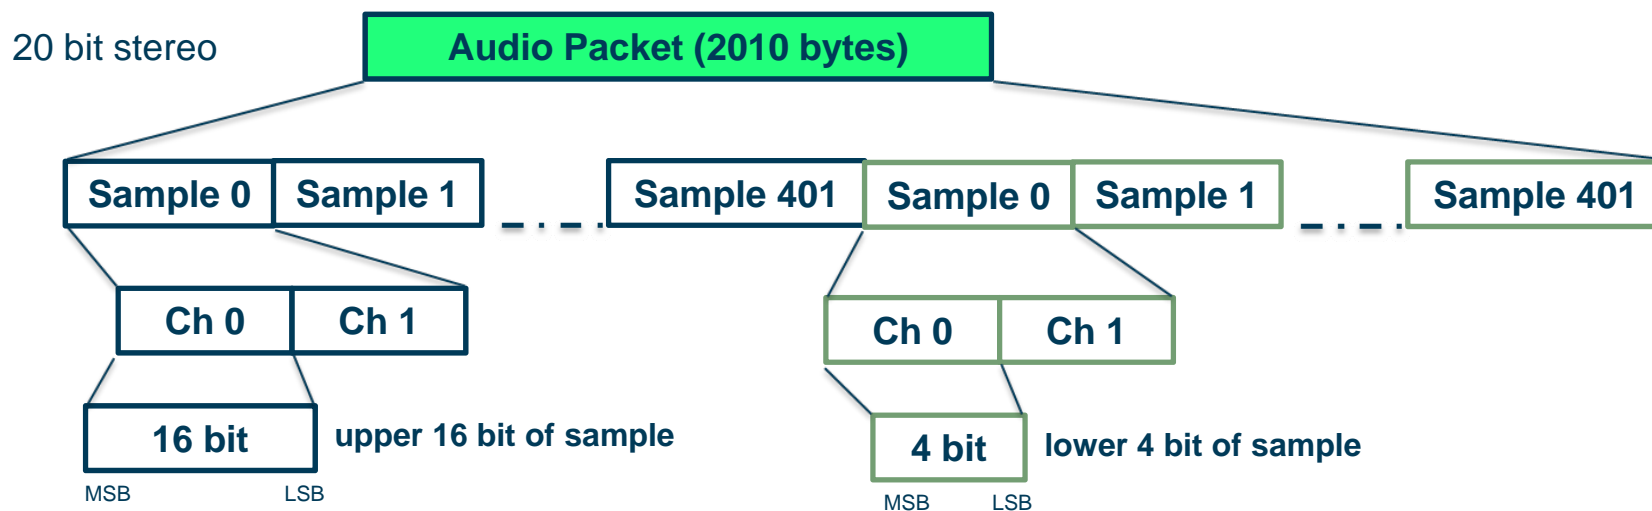 20 bit stereo
Audio Packet (2010 bytes)
Sample 0 Sample 1 Sample 401 Sample 0 Sample 1 Sample 401
Ch 0 Ch 1 Ch 0 Ch 1
16 bit upper 16 bit of sample 4 bit lower 4 bit of sample
MSB LSB MSB LSB